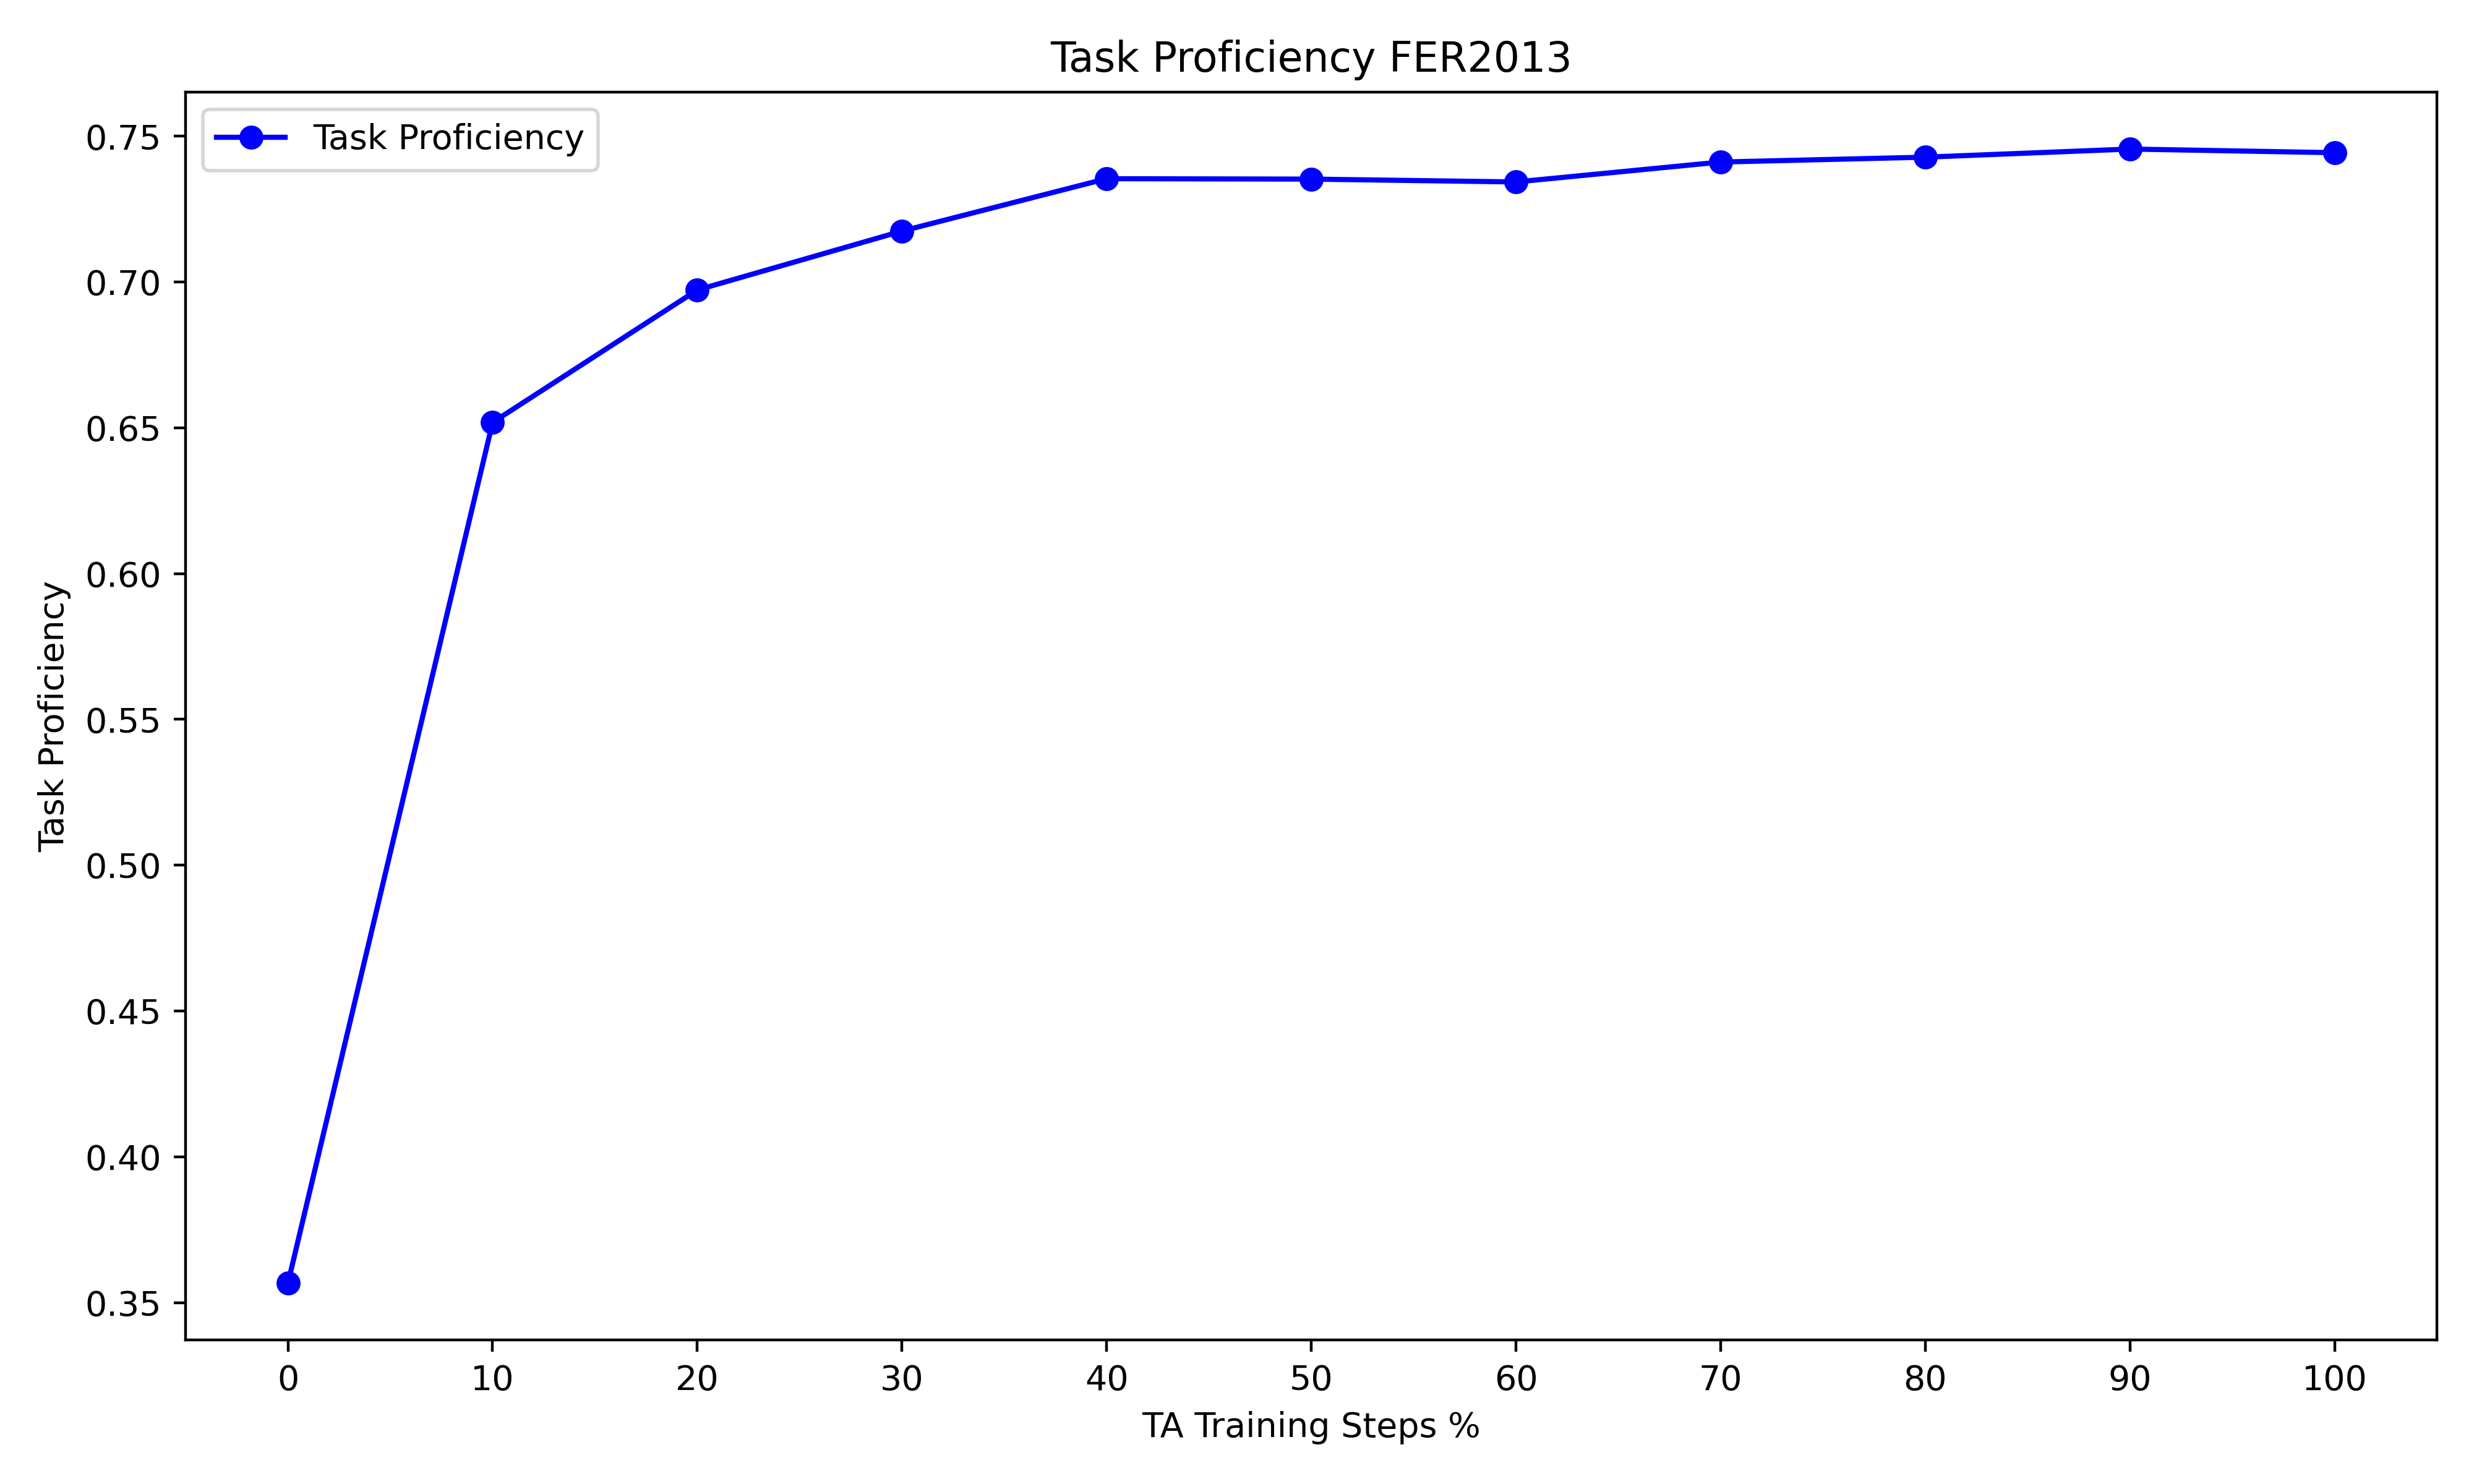 Task Proficiency FER2013
Task Proficiency
0.75
0.70
0.65
0.60
0.55
0.50
0.45
0.40
0.35
Task Proficiency
0 10 20 30 40 50 60 70 80 90 100
TA Training Steps %